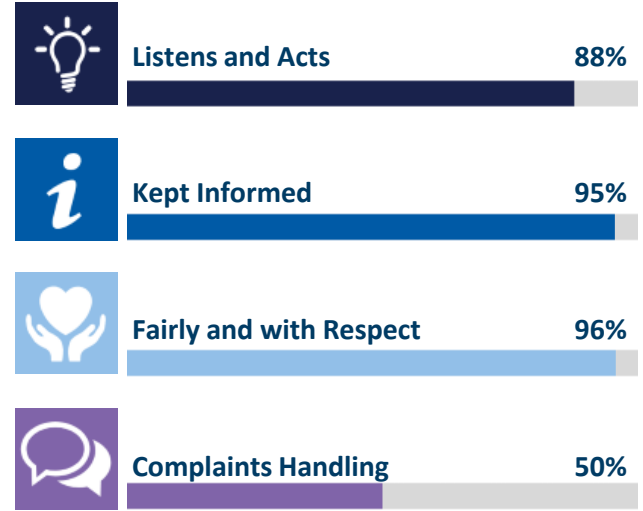 Listens and Acts 88%
Kept Informed 95%
Fairly and with Respect 96%
Complaints Handling 50%